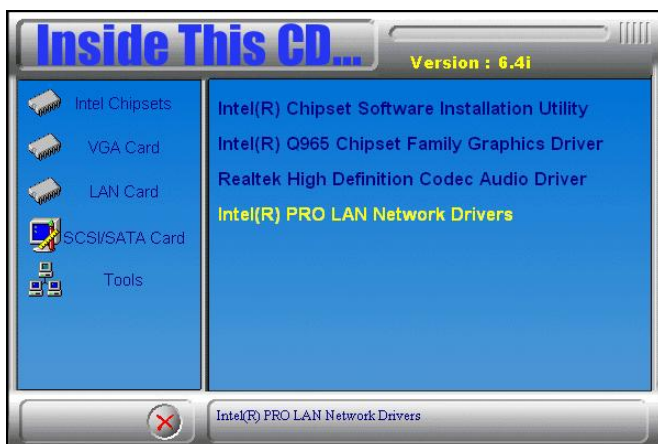 Inside This CD...
Version : 6.4i
Intel Chipsets
VGA Card
LAN Card
SCSI/SATA Card
Tools
Intel(R) Chipset Software Installation Utility
Intel(R) Q965 Chipset Family Graphics Driver
Realtek High Definition Codec Audio Driver
Intel(R) PRO LAN Network Drivers
Intel(R) PRO LAN Network Drivers